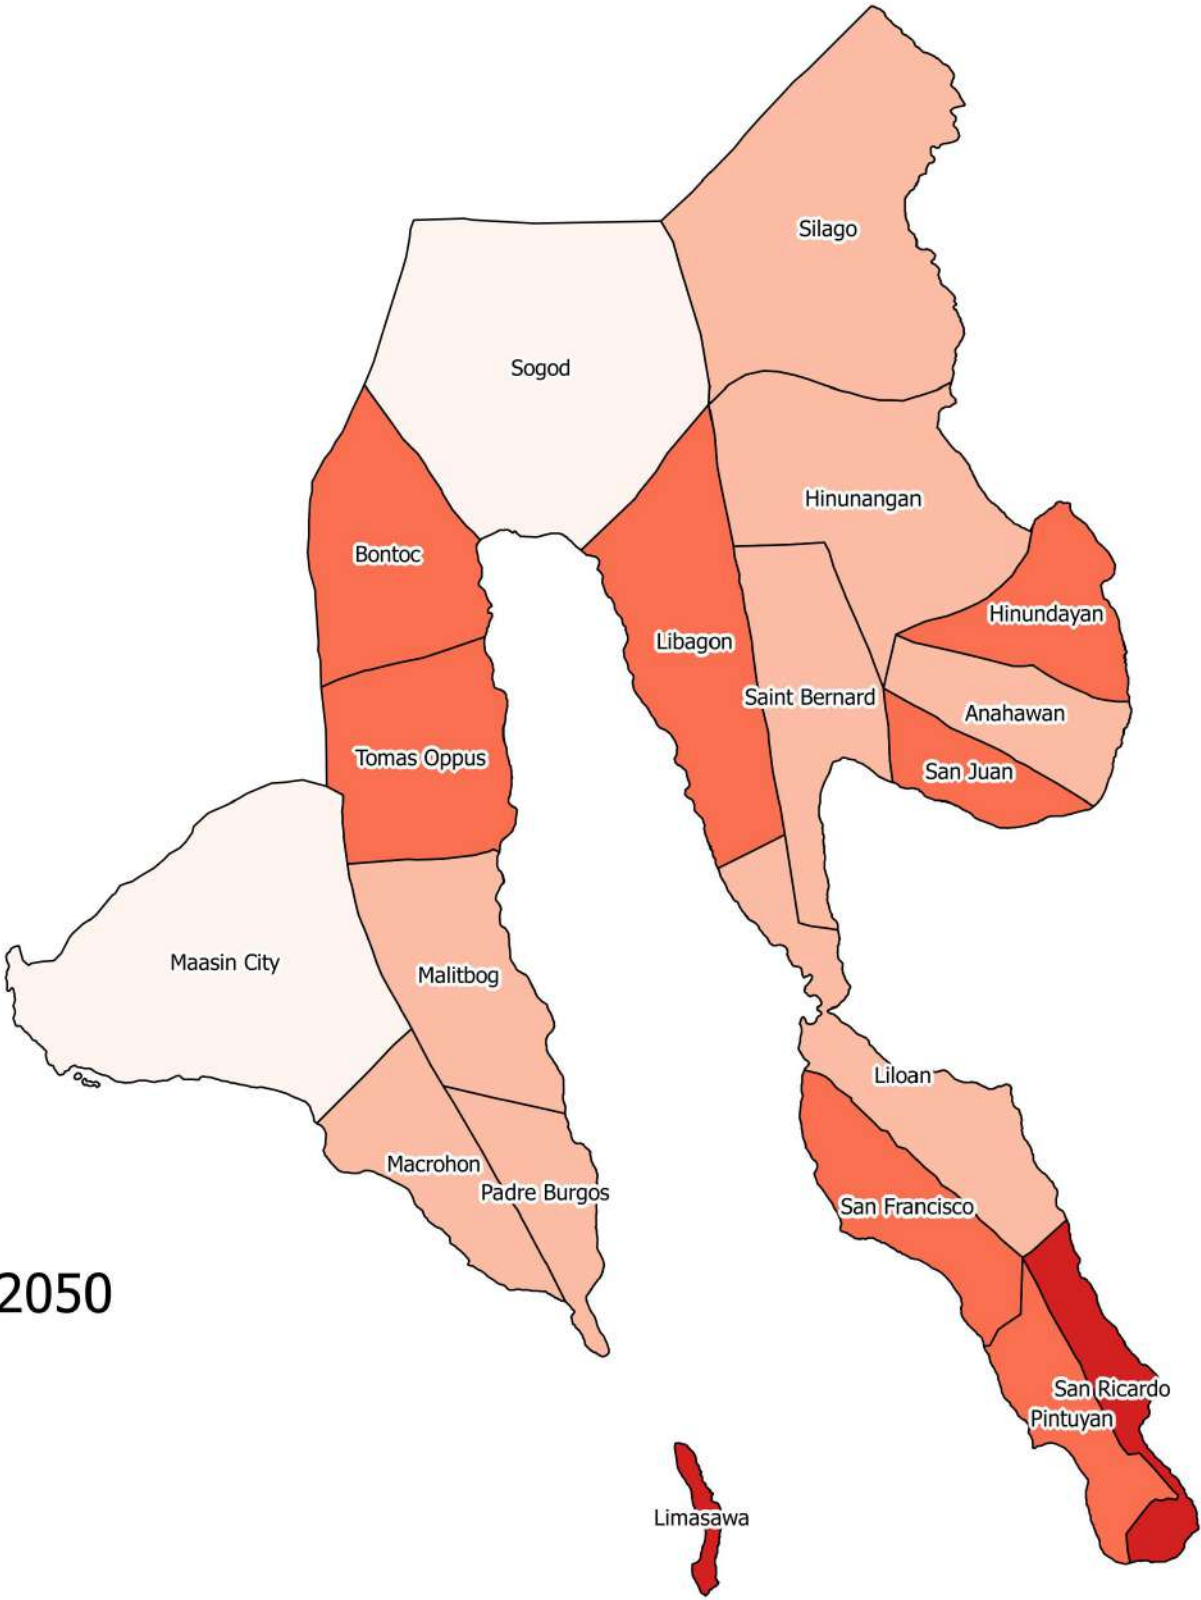 Silago
Sogod
Hinunangan
Bontoc
Hinundayan
Libagon
Saint Bernard
Anahawan
Tomas Oppus
San Juan
Maasin City
Malitbog
Liloan
Macrohon
Padre Burgos
San Francisco
2050
San Ricardo
Pintuyan
Limasawa